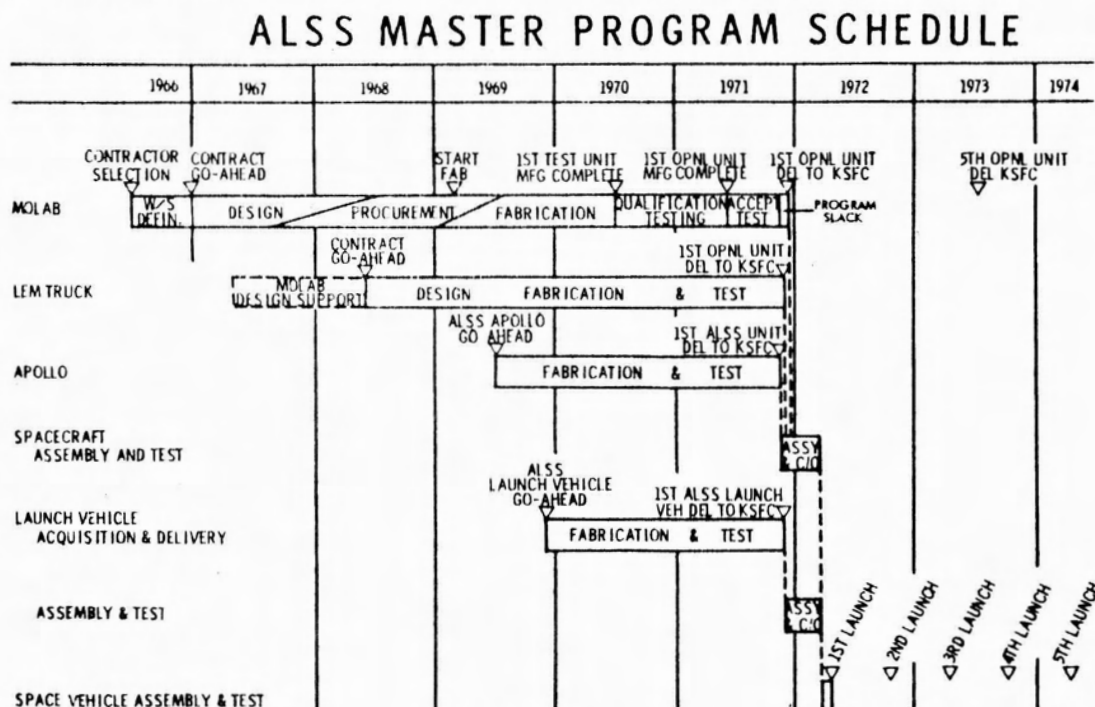 ALSS MASTER PROGRAM SCHEDULE
1966 1967 1968 1969 1970 1971 1972 1973 1974
CONTRACTOR
SELECTION
CONTRACT
GO-AHEAD
START
FAB
1ST TEST UNIT
MFG COMPLETE
1ST OPNL UNIT
MFG COMPLETE
1ST OPNL UNIT
DEL TO KSFC
5TH OPNL UNIT
DEL KSFC
MOLAB
W/S
DEFIN.
DESIGN
PROCUREMENT
FABRICATION
QUALIFICATION
TESTING
ACCEPT
TEST
PROGRAM
SLACK
CONTRACT
GO-AHEAD
1ST OPNL UNIT
DEL TO KSFC
LEM TRUCK
MOLAB
DESIGN SUPPORT
DESIGN FABRICATION & TEST
ALSS APOLLO
GO AHEAD
1ST ALSS UNIT
DEL TO KSFC
APOLLO
FABRICATION & TEST
SPACECRAFT
ASSEMBLY AND TEST
ASSY
& C/O
ALSS
LAUNCH VEHICLE
GO-AHEAD
1ST ALSS LAUNCH
VEH DEL TO KSFC
LAUNCH VEHICLE
ACQUISITION & DELIVERY
FABRICATION & TEST
ASSEMBLY & TEST
ASSY
& C/O
1ST LAUNCH
2ND LAUNCH
3RD LAUNCH
4TH LAUNCH
5TH LAUNCH
SPACE VEHICLE ASSEMBLY & TEST